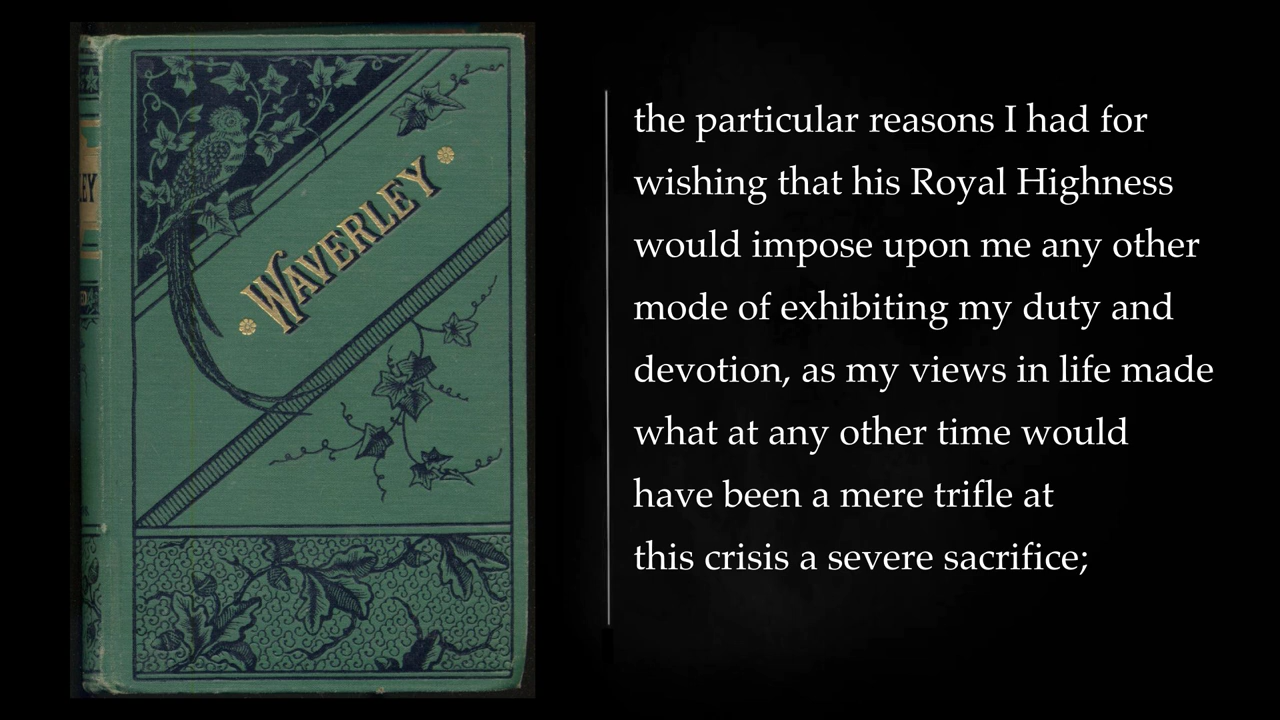 WAVERLEY
EY
the particular reasons I had for
wishing that his Royal Highness
would impose upon me any other
mode of exhibiting my duty and
devotion, as my views in life made
what at any other time would
have been a mere trifle at
this crisis a severe sacrifice;